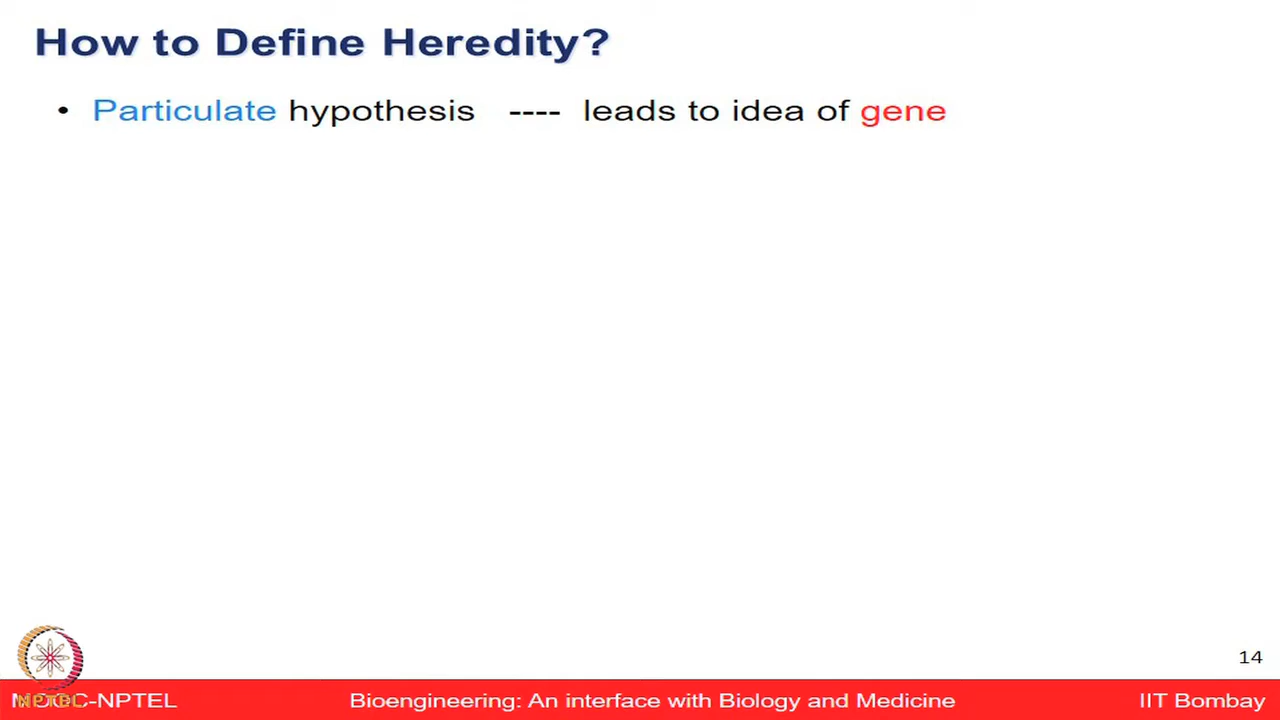 How to Define Heredity?
• Particulate hypothesis ---- leads to idea of gene
14
MOOC-NPTEL Bioengineering: An interface with Biology and Medicine IIT Bombay
NPTEL